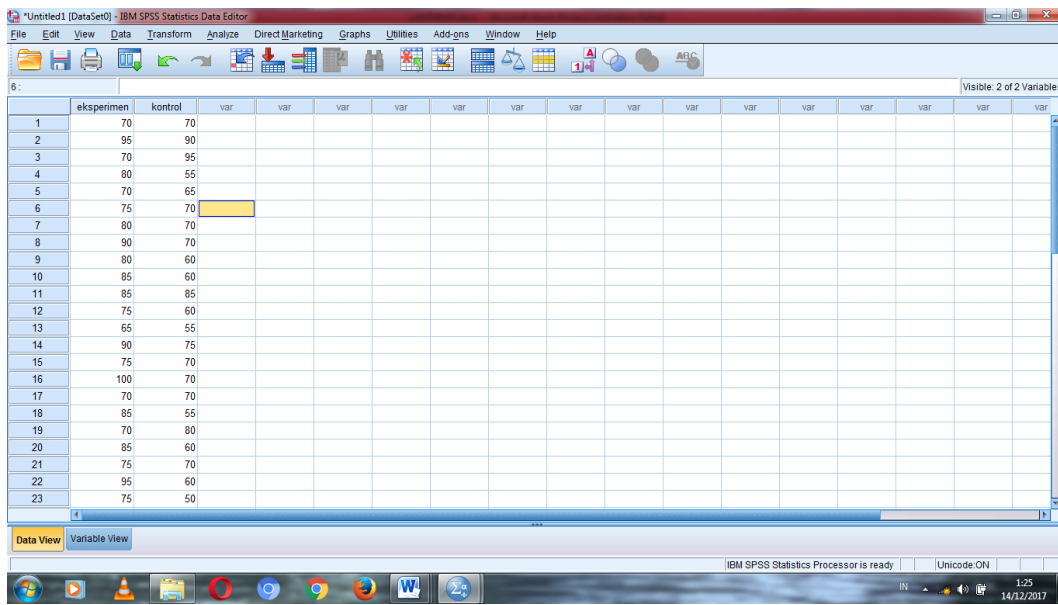 *Untitled1 [DataSet0] - IBM SPSS Statistics Data Editor
File Edit View Data Transform Analyze Direct Marketing Graphs Utilities Add-ons Window Help
6 :
Visible: 2 of 2 Variable
eksperimen kontrol var var var var var var var var var var var var var var var
1 70 70
2 95 90
3 70 95
4 80 55
5 70 65
6 75 70
7 80 70
8 90 70
9 80 60
10 85 60
11 85 85
12 75 60
13 65 55
14 90 75
15 75 70
16 100 70
17 70 70
18 85 55
19 70 80
20 85 60
21 75 70
22 95 60
23 75 50
Data View Variable View
IBM SPSS Statistics Processor is ready Unicode:ON
IN 1:25
14/12/2017